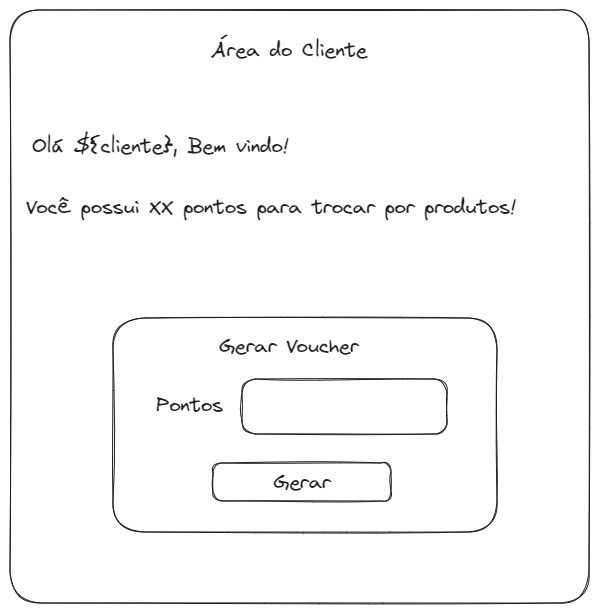 Área do Cliente
Olá ${cliente}, Bem vindo!
Você possui XX pontos para trocar por produtos!
Gerar Voucher
Pontos
Gerar